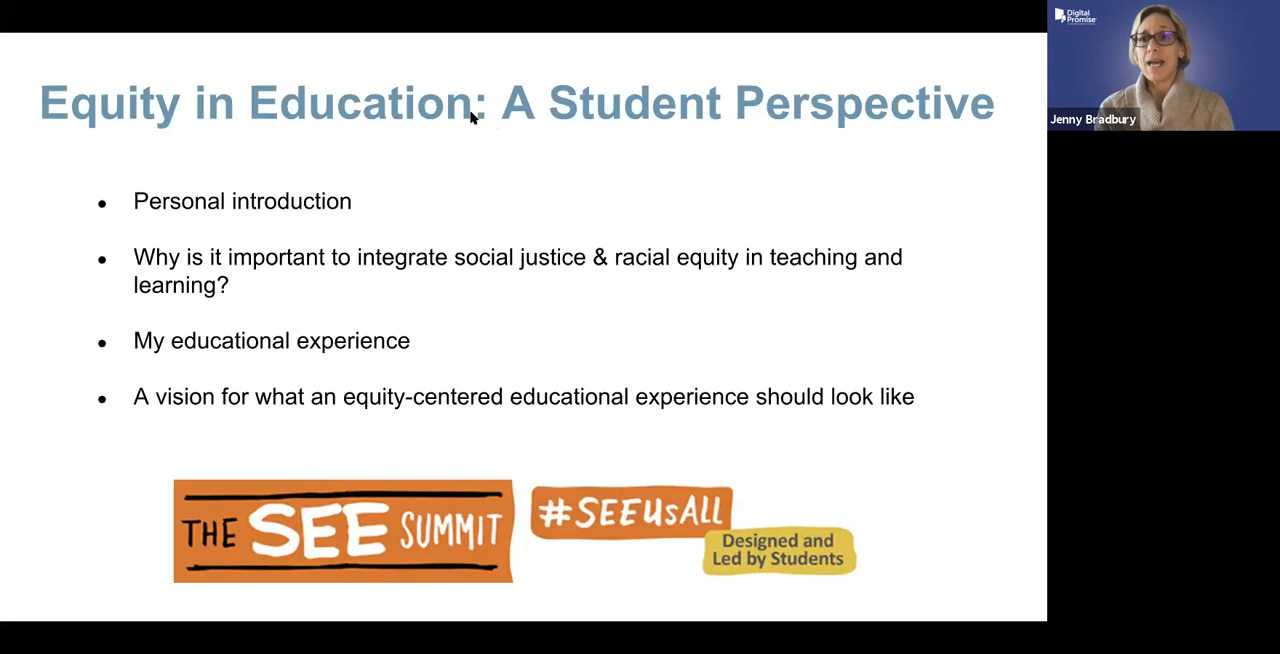 Equity in Education: A Student Perspective
• Personal introduction
• Why is it important to integrate social justice & racial equity in teaching and
learning?
• My educational experience
• A vision for what an equity-centered educational experience should look like
THE SEE SUMMIT
#SEEUSALL
Designed and
Led by Students
Digital
Promise
Jenny Bradbury